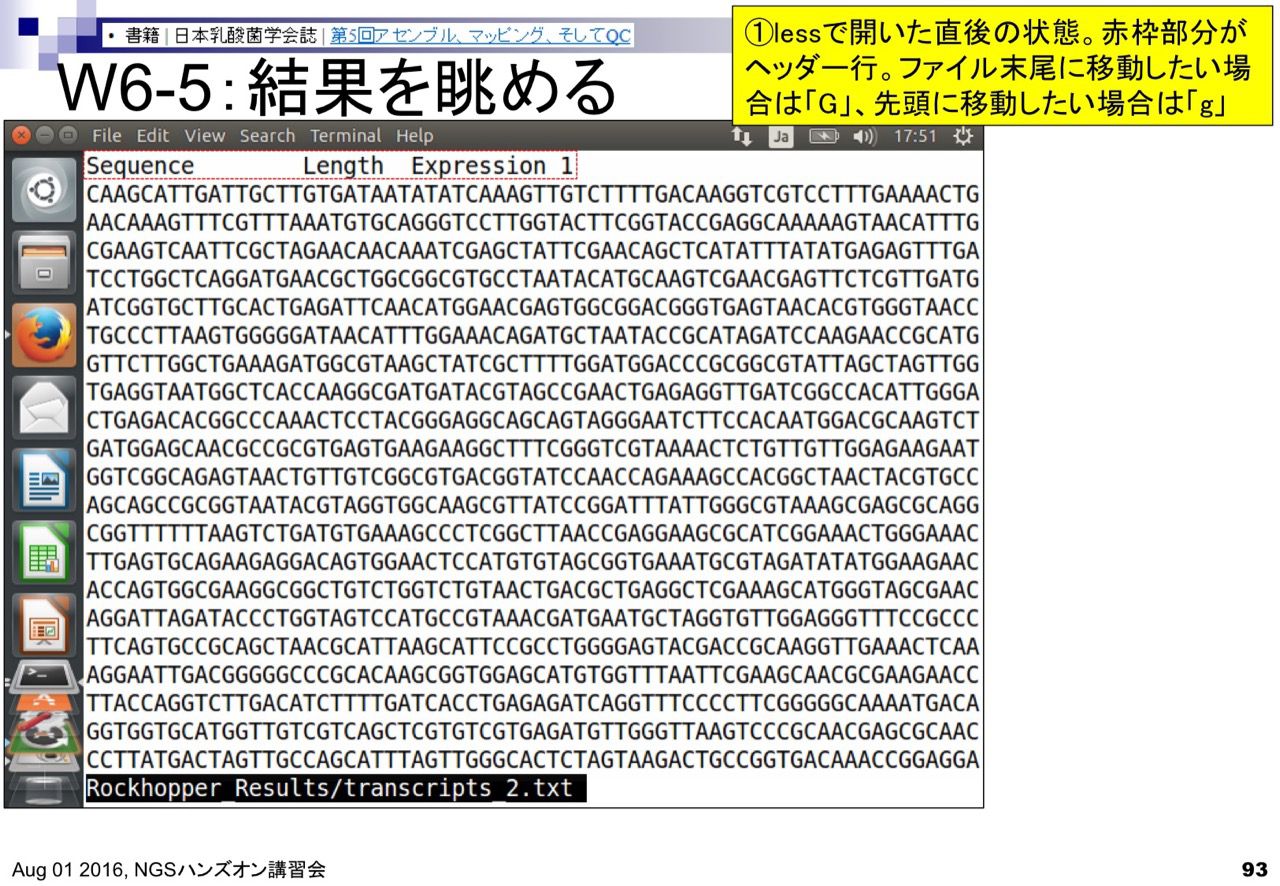 • 書籍 | 日本乳酸菌学会誌 | 第5回アセンブル、マッピング、そしてQC
W6-5：結果を眺める
①lessで開いた直後の状態。赤枠部分が
ヘッダー行。ファイル末尾に移動したい場
合は「G」、先頭に移動したい場合は「g」
File Edit View Search Terminal Help
Ja
17:51
Sequence Length Expression 1
CAAGCATTGATTGCTTGTGATAATATATCAAAGTTGTCTTTTGACAAGGTCGTCCTTTGAAAACTG
AACAAAGTTTCGTTTAAATGTGCAGGGTCCTTGGTACTTCGGTACCGAGGCAAAAAGTAACATTTG
CGAAGTCAATTCGCTAGAACAACAAATCGAGCTATTCGAACAGCTCATATTTATATGAGAGTTTGA
TCCTGGCTCAGGATGAACGCTGGCGGCGTGCCTAATACATGCAAGTCGAACGAGTTCTCGTTGATG
ATCGGTGCTTGCACTGAGATTCAACATGGAACGAGTGGCGGACGGGTGAGTAACACGTGGGTAACC
TGCCCTTAAGTGGGGGATAACATTTGGAAACAGATGCTAATACCGCATAGATCCAAGAACCGCATG
GTTCTTGGCTGAAAGATGGCGTAAGCTATCGCTTTTGGATGGACCCGCGGCGTATTAGCTAGTTGG
TGAGGTAATGGCTCACCAAGGCGATGATACGTAGCCGAACTGAGAGGTTGATCGGCCACATTGGGA
CTGAGACACGGCCCAAACTCCTACGGGAGGCAGCAGTAGGGAATCTTCCACAATGGACGCAAGTCT
GATGGAGCAACGCCGCGTGAGTGAAGAAGGCTTTCGGGTCGTAAAACTCTGTTGTTGGAGAAGAAT
GGTCGGCAGAGTAACTGTTGTCGGCGTGACGGTATCCAACCAGAAAGCCACGGCTAACTACGTGCC
AGCAGCCGCGGTAATACGTAGGTGGCAAGCGTTATCCGGATTTATTGGGCGTAAAGCGAGCGCAGG
CGGTTTTTTAAGTCTGATGTGAAAGCCCTCGGCTTAACCGAGGAAGCGCATCGGAAACTGGGAAAC
TTGAGTGCAGAAGAGGACAGTGGAACTCCATGTGTAGCGGTGAAATGCGTAGATATATGGAAGAAC
ACCAGTGGCGAAGGCGGCTGTCTGGTCTGTAACTGACGCTGAGGCTCGAAAGCATGGGTAGCGAAC
AGGATTAGATACCCTGGTAGTCCATGCCGTAAACGATGAATGCTAGGTGTTGGAGGGTTTCCGCCC
TTCAGTGCCGCAGCTAACGCATTAAGCATTCCGCCTGGGGAGTACGACCGCAAGGTTGAAACTCAA
AGGAATTGACGGGGGCCCGCACAAGCGGTGGAGCATGTGGTTTAATTCGAAGCAACGCGAAGAACC
TTACCAGGTCTTGACATCTTTTGATCACCTGAGAGATCAGGTTTCCCCTTCGGGGGCAAAATGACA
GGTGGTGCATGGTTGTCGTCAGCTCGTGTCGTGAGATGTTGGGTTAAGTCCCGCAACGAGCGCAAC
CCTTATGACTAGTTGCCAGCATTTAGTTGGGCACTCTAGTAAGACTGCCGGTGACAAACCGGAGGA
Rockhopper_Results/transcripts_2.txt
Aug 01 2016, NGSハンズオン講習会
93